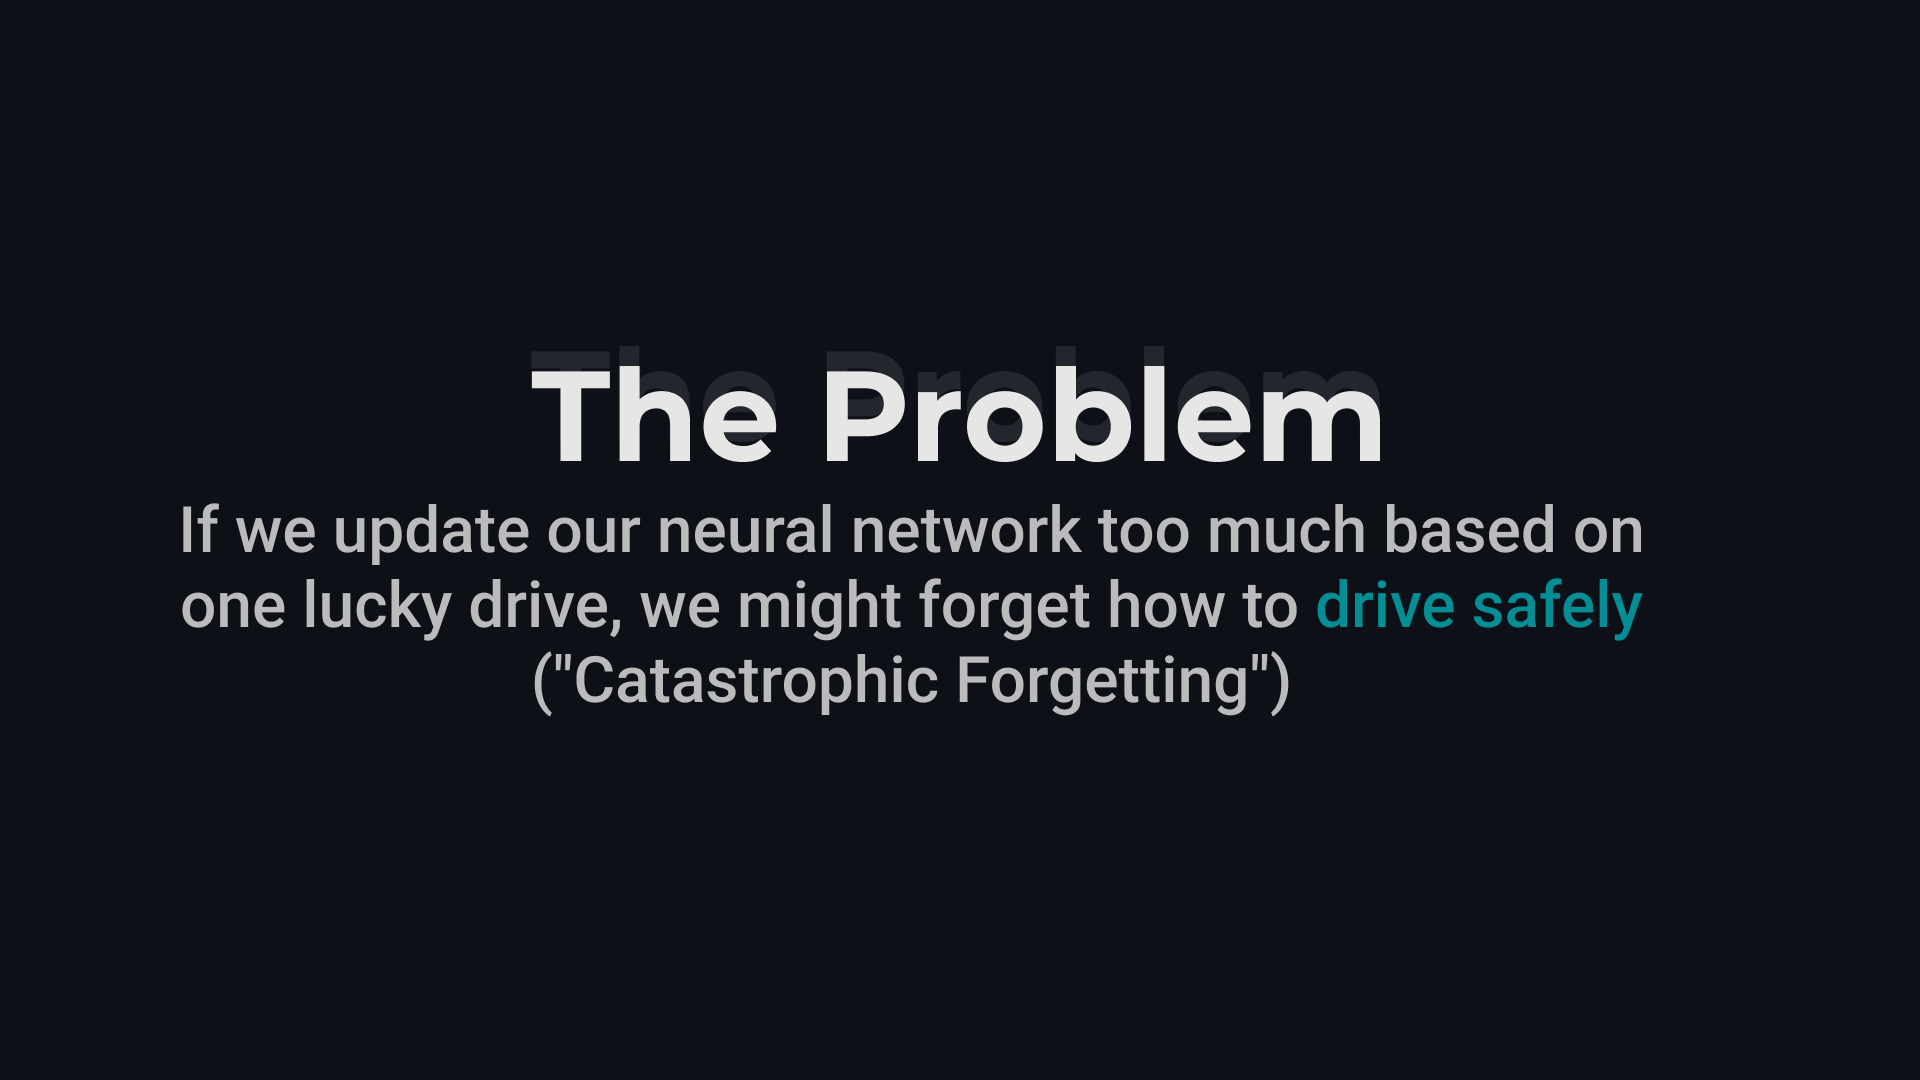 The Problem
If we update our neural network too much based on
one lucky drive, we might forget how to drive safely
("Catastrophic Forgetting")